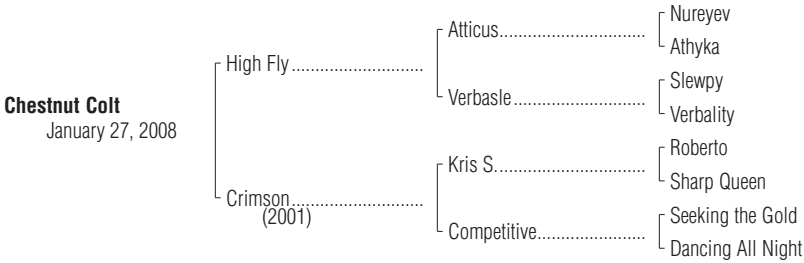 Nureyev
Atticus..............................
Athyka
High Fly ...........................
Slewpy
Verbasle...........................
Verbality
Chestnut Colt
January 27, 2008
Roberto
Kris S...............................
Sharp Queen
Crimson...........................
(2001)
Seeking the Gold
Competitive......................
Dancing All Night